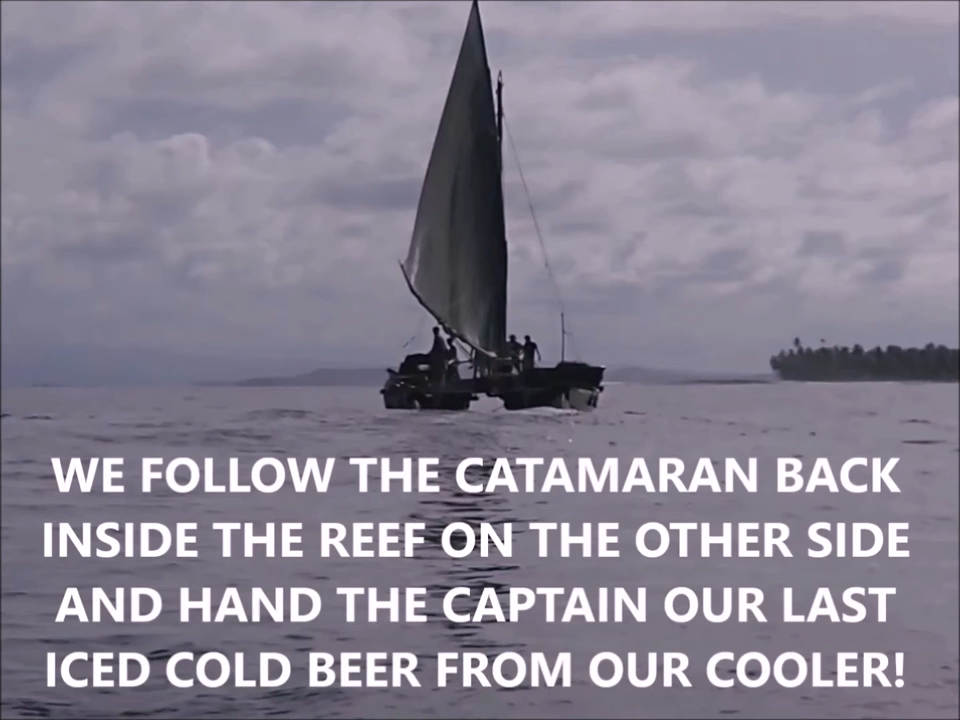 WE FOLLOW THE CATAMARAN BACK
INSIDE THE REEF ON THE OTHER SIDE
AND HAND THE CAPTAIN OUR LAST
ICED COLD BEER FROM OUR COOLER!